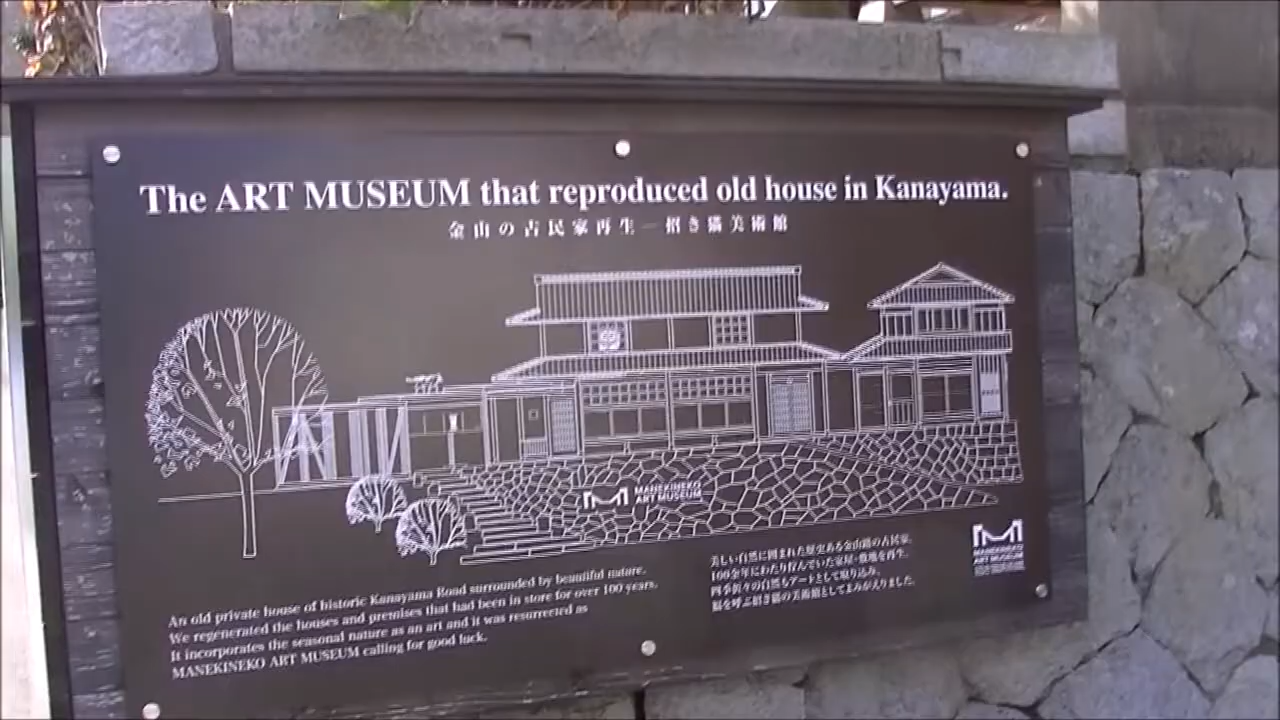 The ART MUSEUM that reproduced old house in Kanayama.
金山の古民家再生－招き猫美術館
MANEKINEKO
ART MUSEUM
An old private house of historic Kanayama Road surrounded by beautiful nature.
We regenerated the houses and premises that had been in store for over 100 years.
It incorporates the seasonal nature as an art and it was resurrected as
MANEKINEKO ART MUSEUM calling for good luck.
美しい自然に囲まれた歴史ある金山路の古民家。
100余年にわたり佇んでいた家屋・敷地を再生。
四季折々の自然もアートとして取り込み、
福を呼ぶ招き猫の美術館としてよみがえりました。
MANEKINEKO
ART MUSEUM